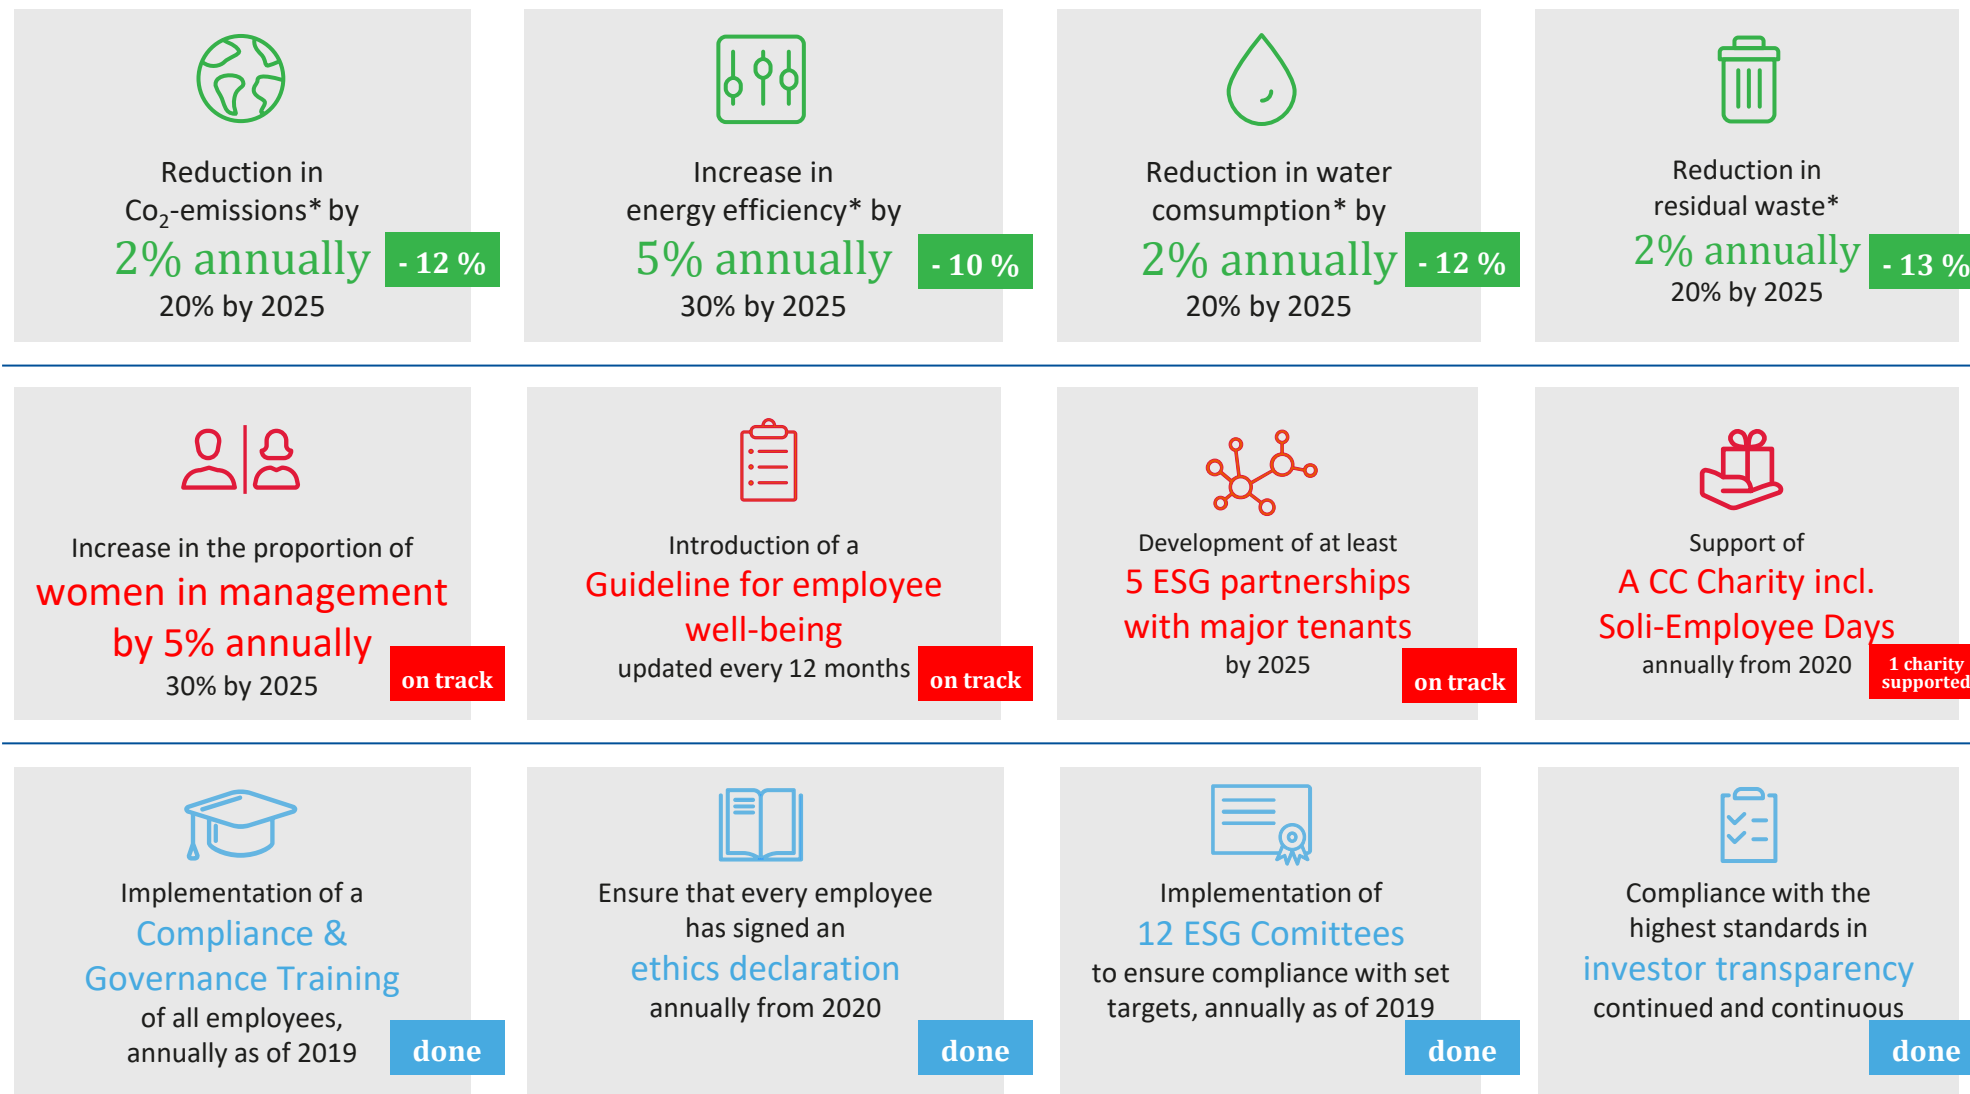 Reduction in
Co₂-emissions* by
2% annually
- 12 %
20% by 2025
Increase in
energy efficiency* by
5% annually
- 10 %
30% by 2025
Reduction in water
comsumption* by
2% annually
- 12 %
20% by 2025
Reduction in
residual waste*
2% annually
- 13 %
20% by 2025
Increase in the proportion of
women in management
by 5% annually
30% by 2025
on track
Introduction of a
Guideline for employee
well-being
updated every 12 months
on track
Development of at least
5 ESG partnerships
with major tenants
by 2025
on track
Support of
A CC Charity incl.
Soli-Employee Days
annually from 2020
1 charity
supported
Implementation of a
Compliance &
Governance Training
of all employees,
annually as of 2019
done
Ensure that every employee
has signed an
ethics declaration
annually from 2020
done
Implementation of
12 ESG Comittees
to ensure compliance with set
targets, annually as of 2019
done
Compliance with the
highest standards in
investor transparency
continued and continuous
done